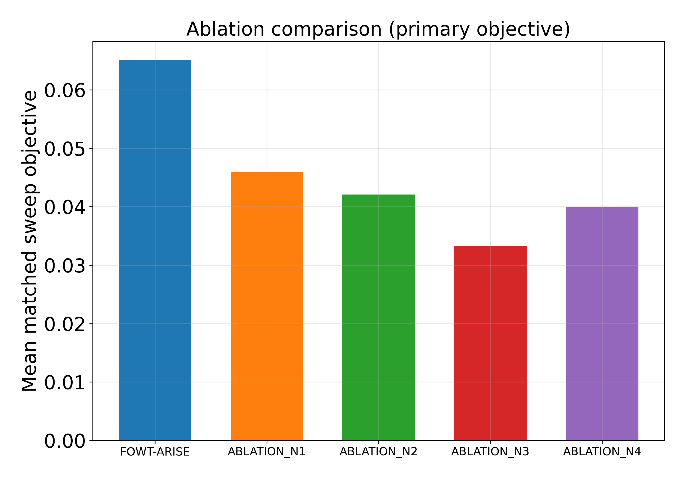 Ablation comparison (primary objective)
Mean matched sweep objective
0.06
0.05
0.04
0.03
0.02
0.01
0.00
FOWT-ARISE ABLATION_N1 ABLATION_N2 ABLATION_N3 ABLATION_N4